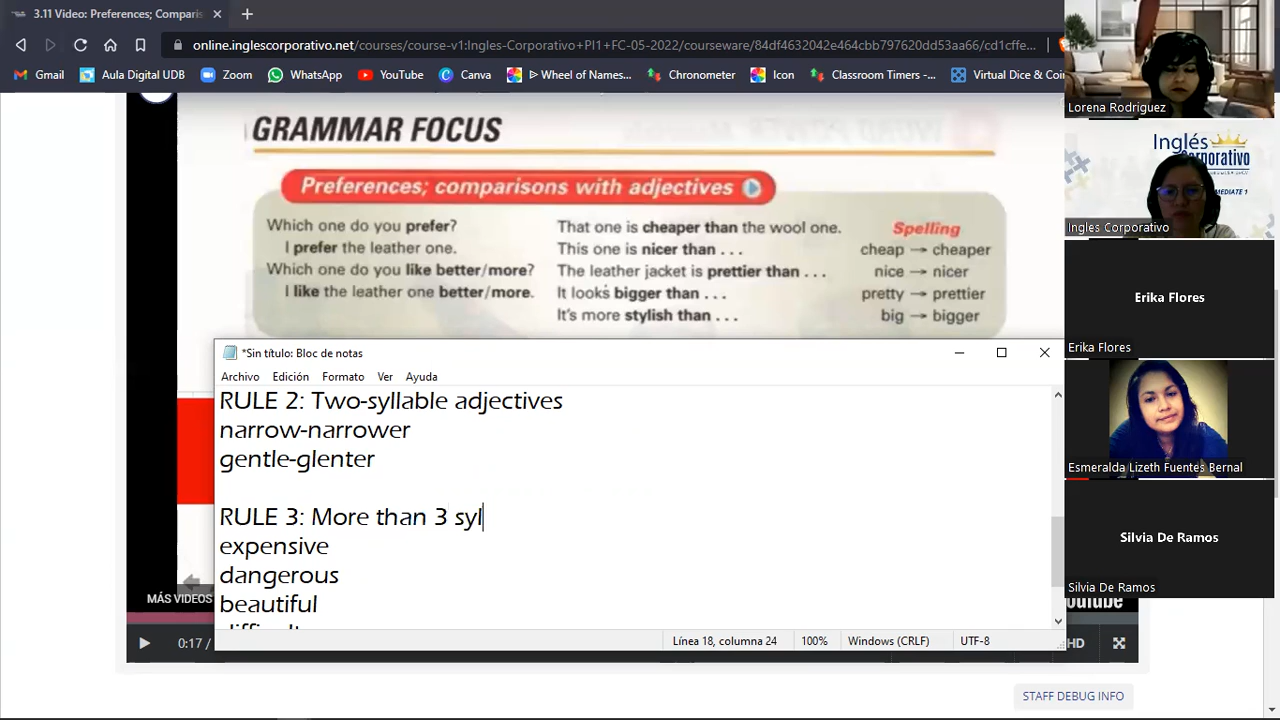 3.11 Video: Preferences; Comparis
online.inglescorporativo.net/courses/course-v1:Ingles-Corporativo+PI1+FC-05-2022/courseware/84df4632042e464cbb797620dd53aa66/cd1cffe...
Gmail Aula Digital UDB Zoom WhatsApp YouTube Canva ᐅ Wheel of Names... Chronometer Icon Classroom Timers -... Virtual Dice & Coi
GRAMMAR FOCUS
Preferences; comparisons with adjectives
Which one do you prefer?
I prefer the leather one.
Which one do you like better/more?
I like the leather one better/more.
That one is cheaper than the wool one.
This one is nicer than . . .
The leather jacket is prettier than . . .
It looks bigger than . . .
It's more stylish than . . .
Spelling
cheap → cheaper
nice → nicer
pretty → prettier
big → bigger
*Sin título: Bloc de notas
Archivo Edición Formato Ver Ayuda
RULE 2: Two-syllable adjectives
narrow-narrower
gentle-glenter
RULE 3: More than 3 syl
expensive
dangerous
beautiful
Línea 18, columna 24 100% Windows (CRLF) UTF-8
MÁS VIDEOS
YouTube
0:17 /
HD
STAFF DEBUG INFO
Lorena Rodriguez
Inglés
Corporativo
Ingles Corporativo
Erika Flores
Erika Flores
Esmeralda Lizeth Fuentes Bernal
Silvia De Ramos
Silvia De Ramos